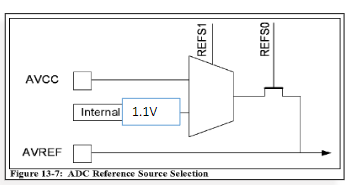 REFS1
REFS0
AVCC
Internal 1.1V
AVREF
Figure 13-7: ADC Reference Source Selection